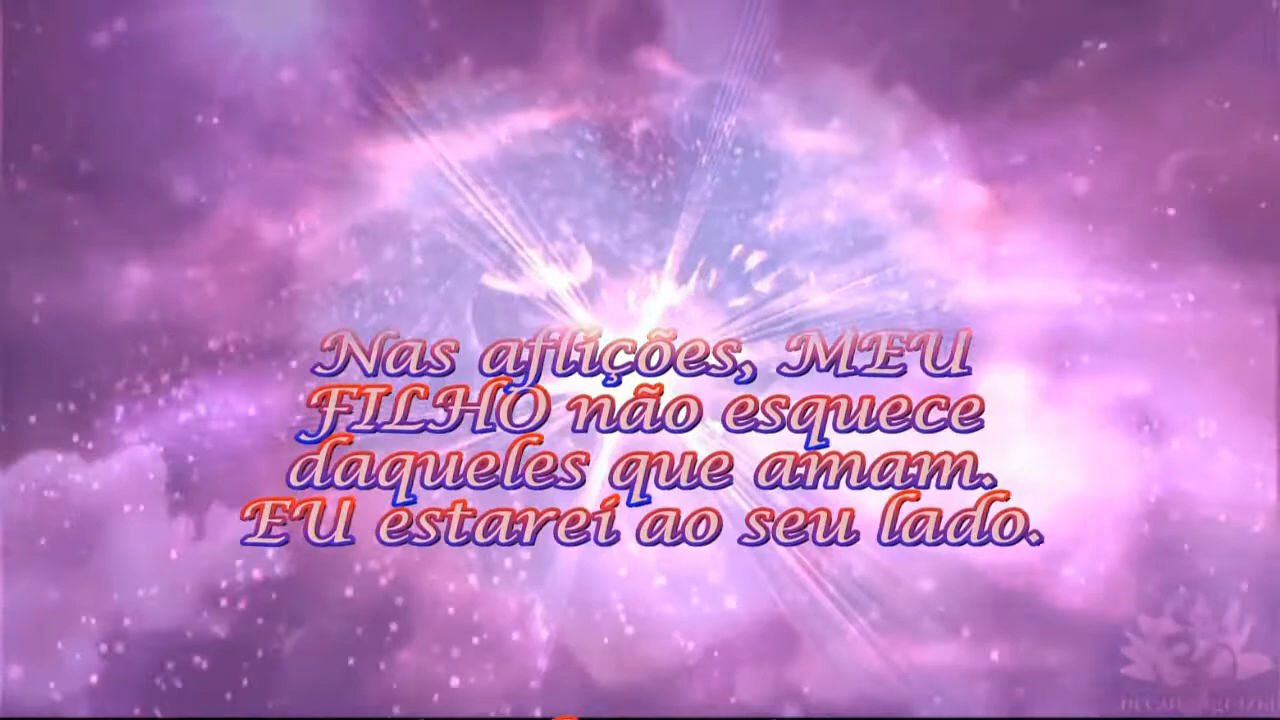 Nas aflições, MEU
FILHO não esquece
daqueles que amam.
EU estarei ao seu lado.